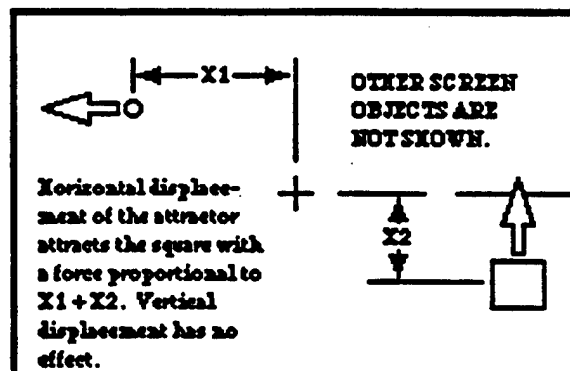 X1
OTHER SCREEN
OBJECTS ARE
NOT SHOWN.
Horizontal displace-
ment of the attractor
attracts the square with
a force proportional to
X1 + X2. Vertical
displacement has no
effect.
X2